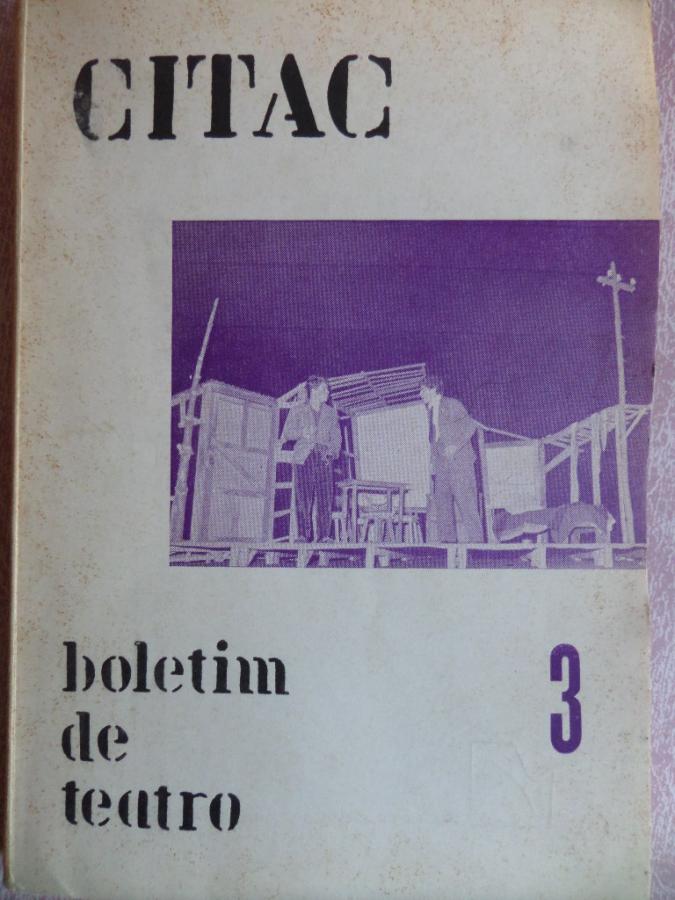 CITAC
boletim
de
teatro
3